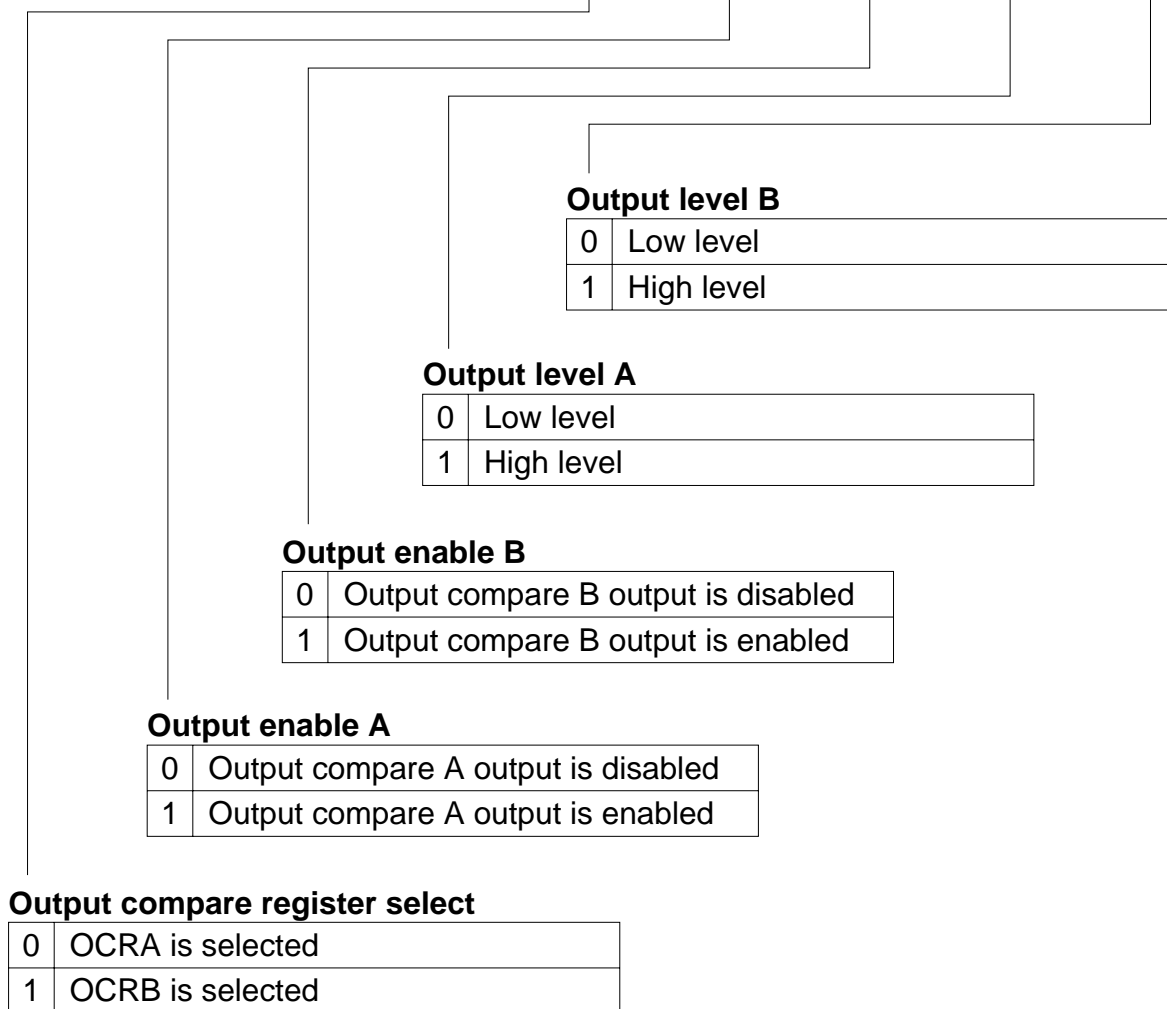 Output level B
0 Low level
1 High level
Output level A
0 Low level
1 High level
Output enable B
0 Output compare B output is disabled
1 Output compare B output is enabled
Output enable A
0 Output compare A output is disabled
1 Output compare A output is enabled
Output compare register select
0 OCRA is selected
1 OCRB is selected